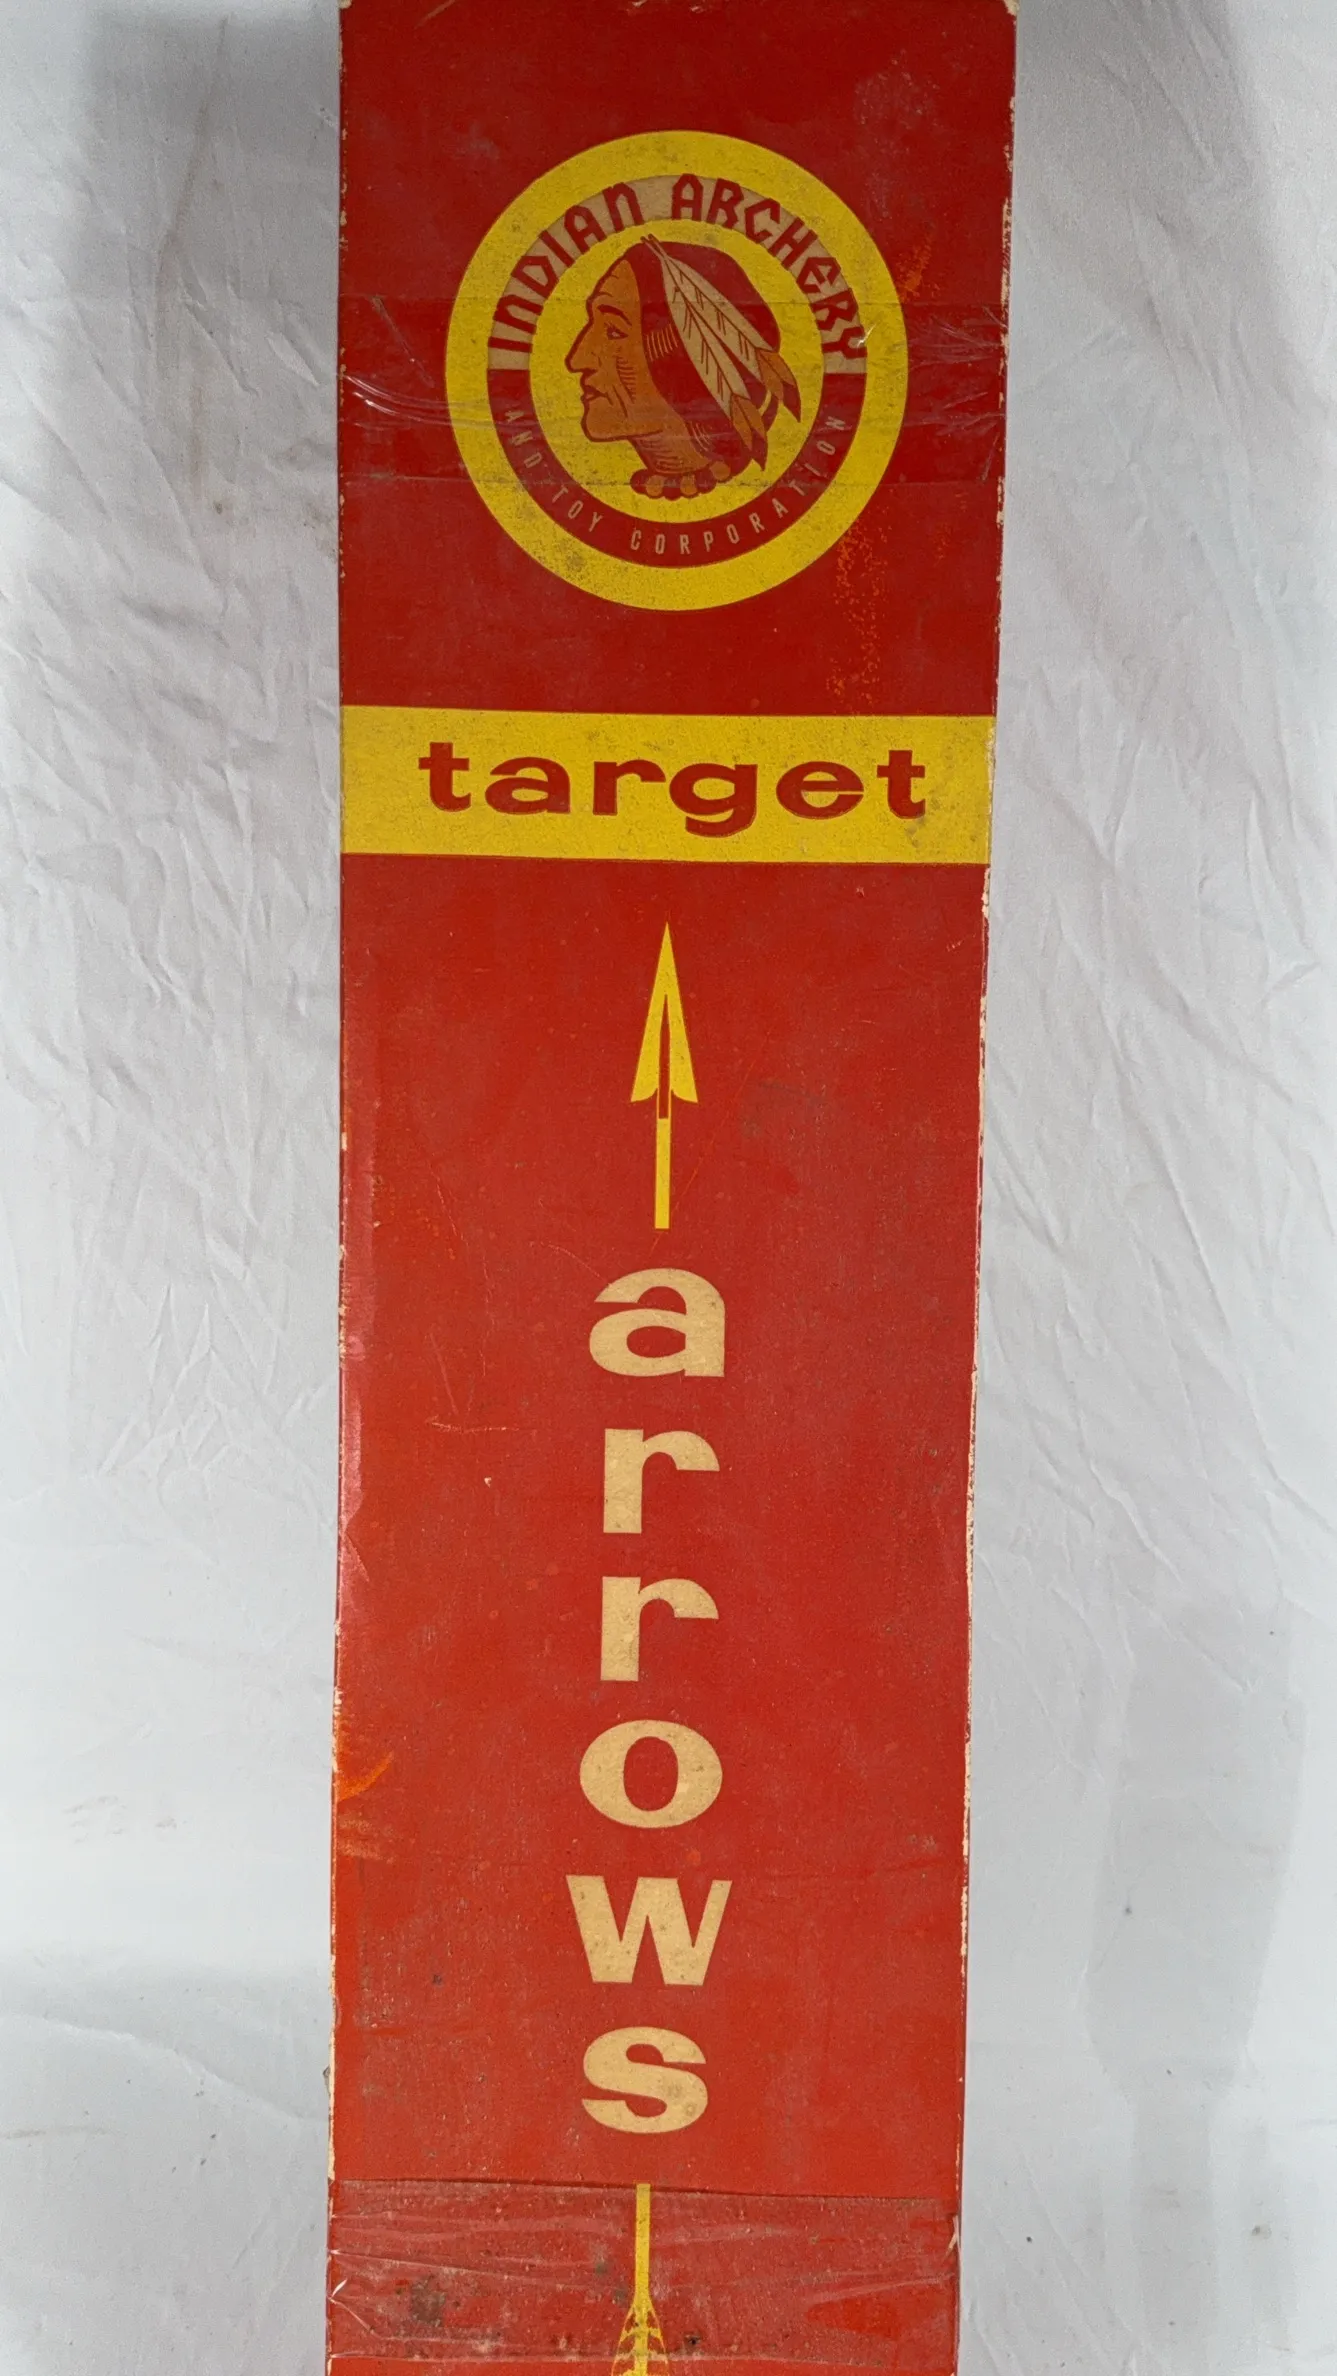 INDIAN ARCHERY
AND TOY CORPORATION
target
arrows